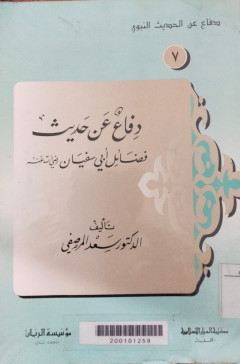 دفاع عن الحديث النبوي
٧
دفاع عن حديث
فضائل أبي سفيان رضي الله عنه
تأليف
الدكتور سعد المرصفي
مؤسسة الريان
200101259